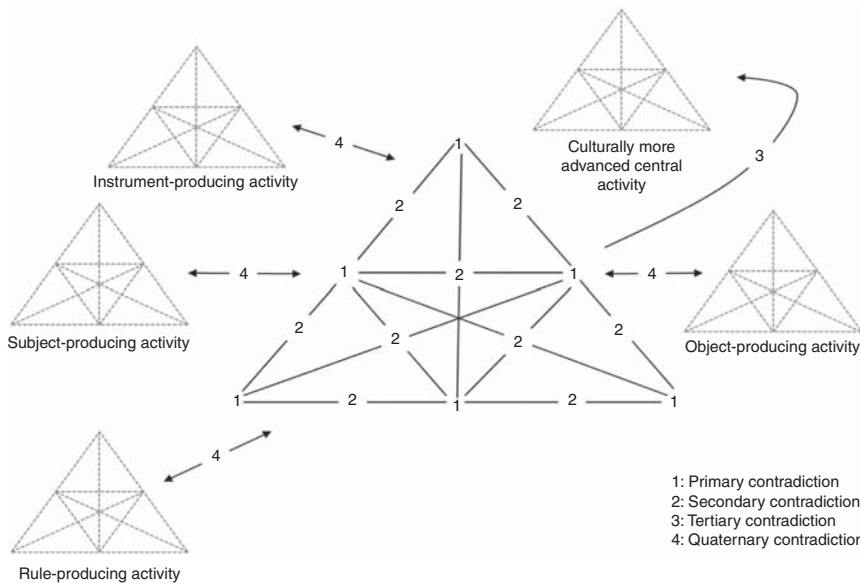 4
Instrument-producing activity
Culturally more
advanced central
activity
3
1
2 2
4 1 2 1 4
Subject-producing activity
Object-producing activity
2 2 2 2
1 2 1 2 1
4
Rule-producing activity
1: Primary contradiction
2: Secondary contradiction
3: Tertiary contradiction
4: Quaternary contradiction